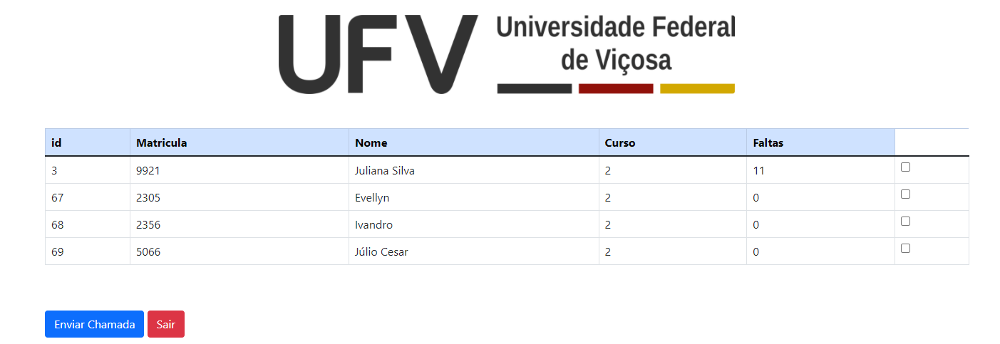 UFV Universidade Federal
de Viçosa
id Matricula Nome Curso Faltas
3 9921 Juliana Silva 2 11
67 2305 Evellyn 2 0
68 2356 Ivandro 2 0
69 5066 Júlio Cesar 2 0
Enviar Chamada Sair